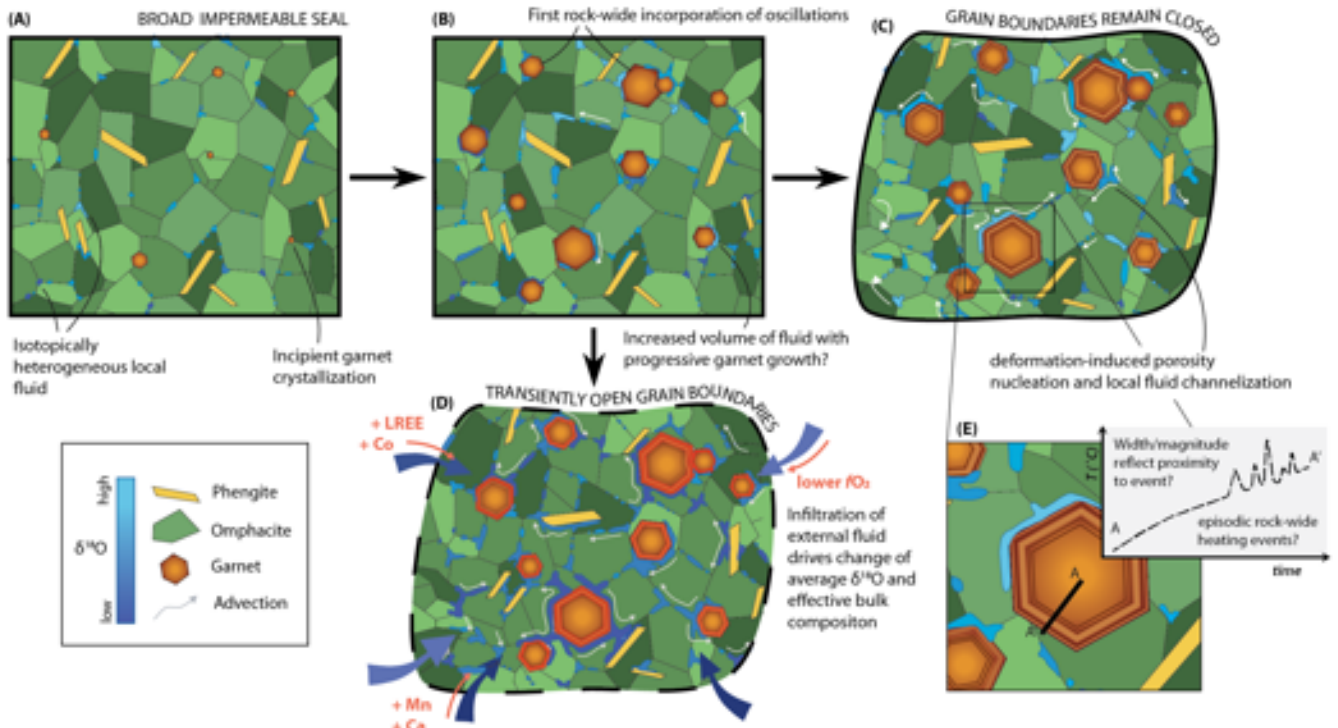 (A)
BROAD IMPERMEABLE SEAL
(B)
First rock-wide incorporation of oscillations
(C)
GRAIN BOUNDARIES REMAIN CLOSED
Isotopically
heterogeneous local
fluid
Incipient garnet
crystallization
Increased volume of fluid with
progressive garnet growth?
deformation-induced porosity
nucleation and local fluid channelization
(D)
TRANSIENTLY OPEN GRAIN BOUNDARIES
+ LREE
+ Co
lower fO₂
Infiltration of
external fluid
drives change of
average δ¹⁸O and
effective bulk
compositon
+ Mn
+ Ca
high
δ¹⁸O
low
Phengite
Omphacite
Garnet
Advection
(E)
Width/magnitude
reflect proximity
to event?
T (°C)
A'
A
episodic rock-wide
heating events?
time
A
A'